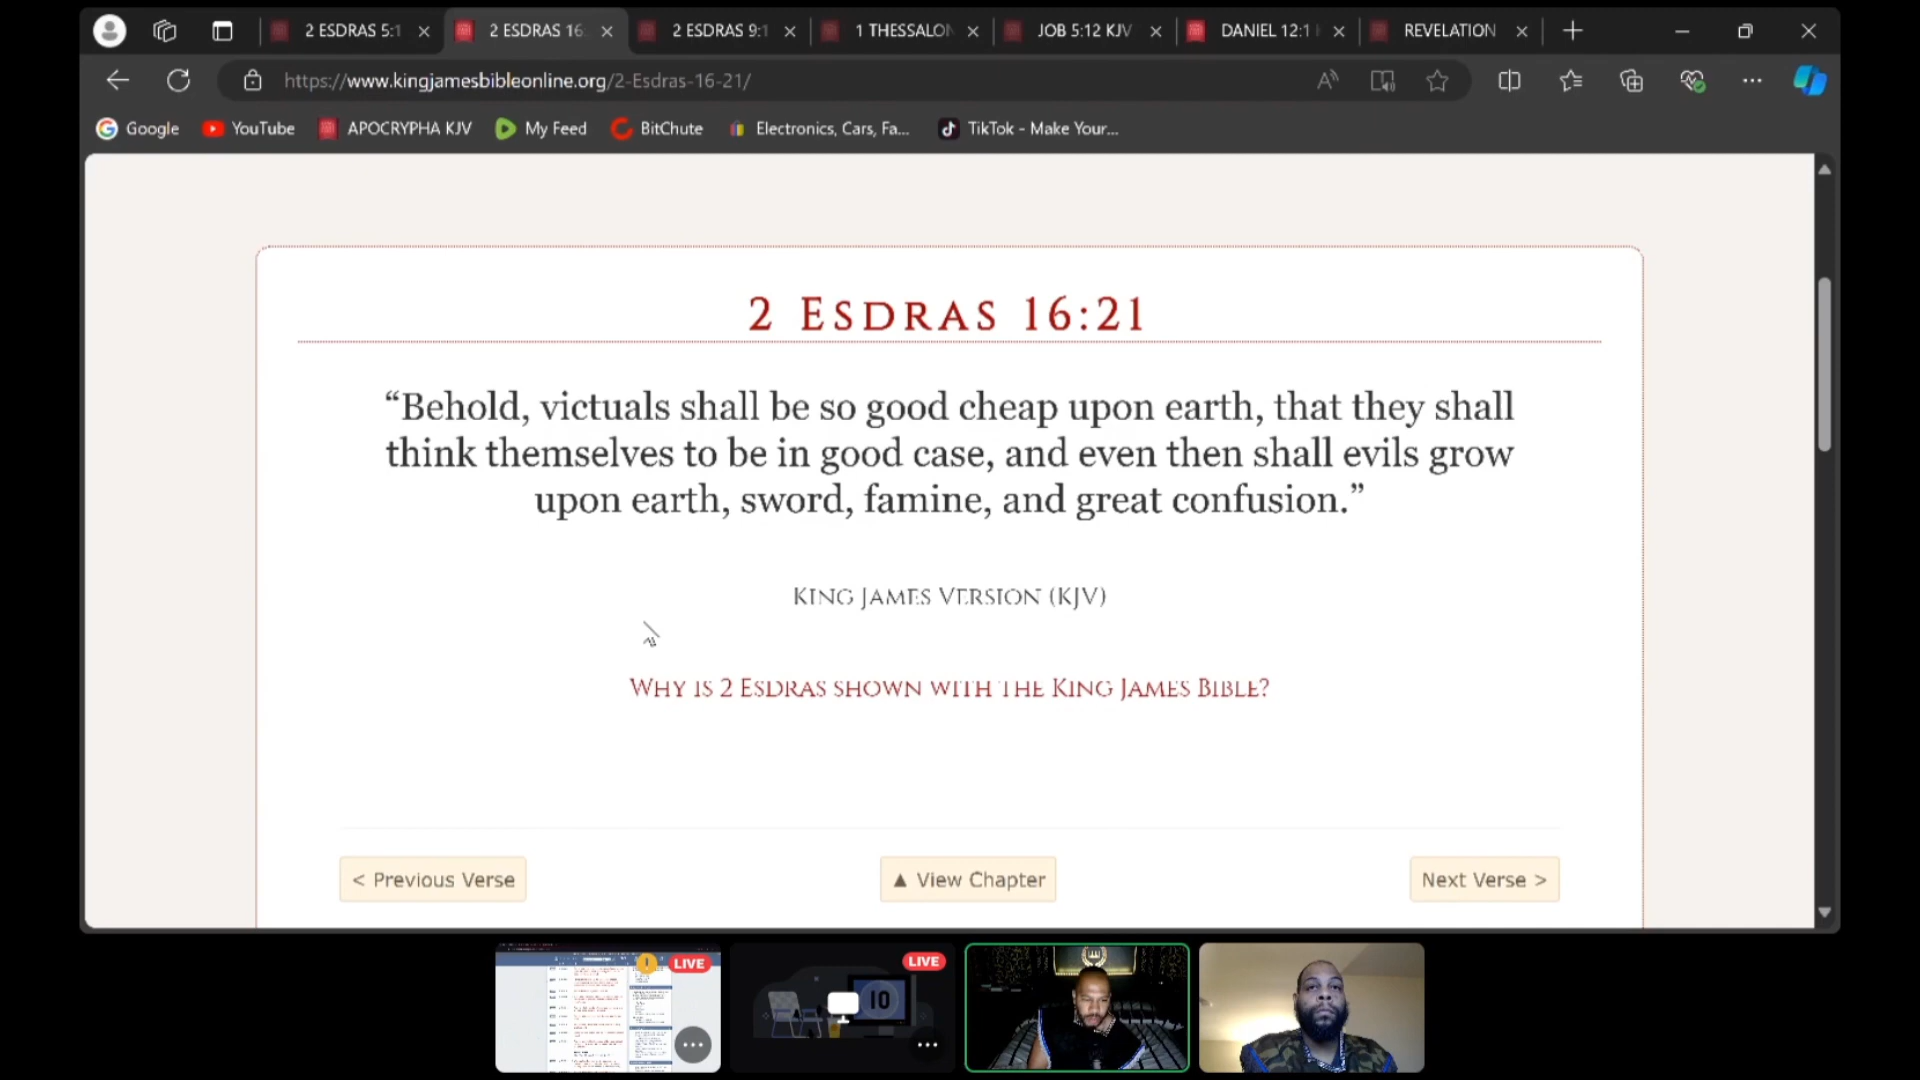 2 ESDRAS 5:1
2 ESDRAS 16:
2 ESDRAS 9:1
1 THESSALON
JOB 5:12 KJV
DANIEL 12:1
REVELATION
https://www.kingjamesbibleonline.org/2-Esdras-16-21/
Google
YouTube
APOCRYPHA KJV
My Feed
BitChute
Electronics, Cars, Fa...
TikTok - Make Your...
2 ESDRAS 16:21
“Behold, victuals shall be so good cheap upon earth, that they shall
think themselves to be in good case, and even then shall evils grow
upon earth, sword, famine, and great confusion.”
KING JAMES VERSION (KJV)
WHY IS 2 ESDRAS SHOWN WITH THE KING JAMES BIBLE?
< Previous Verse
▲ View Chapter
Next Verse >
LIVE
LIVE
10